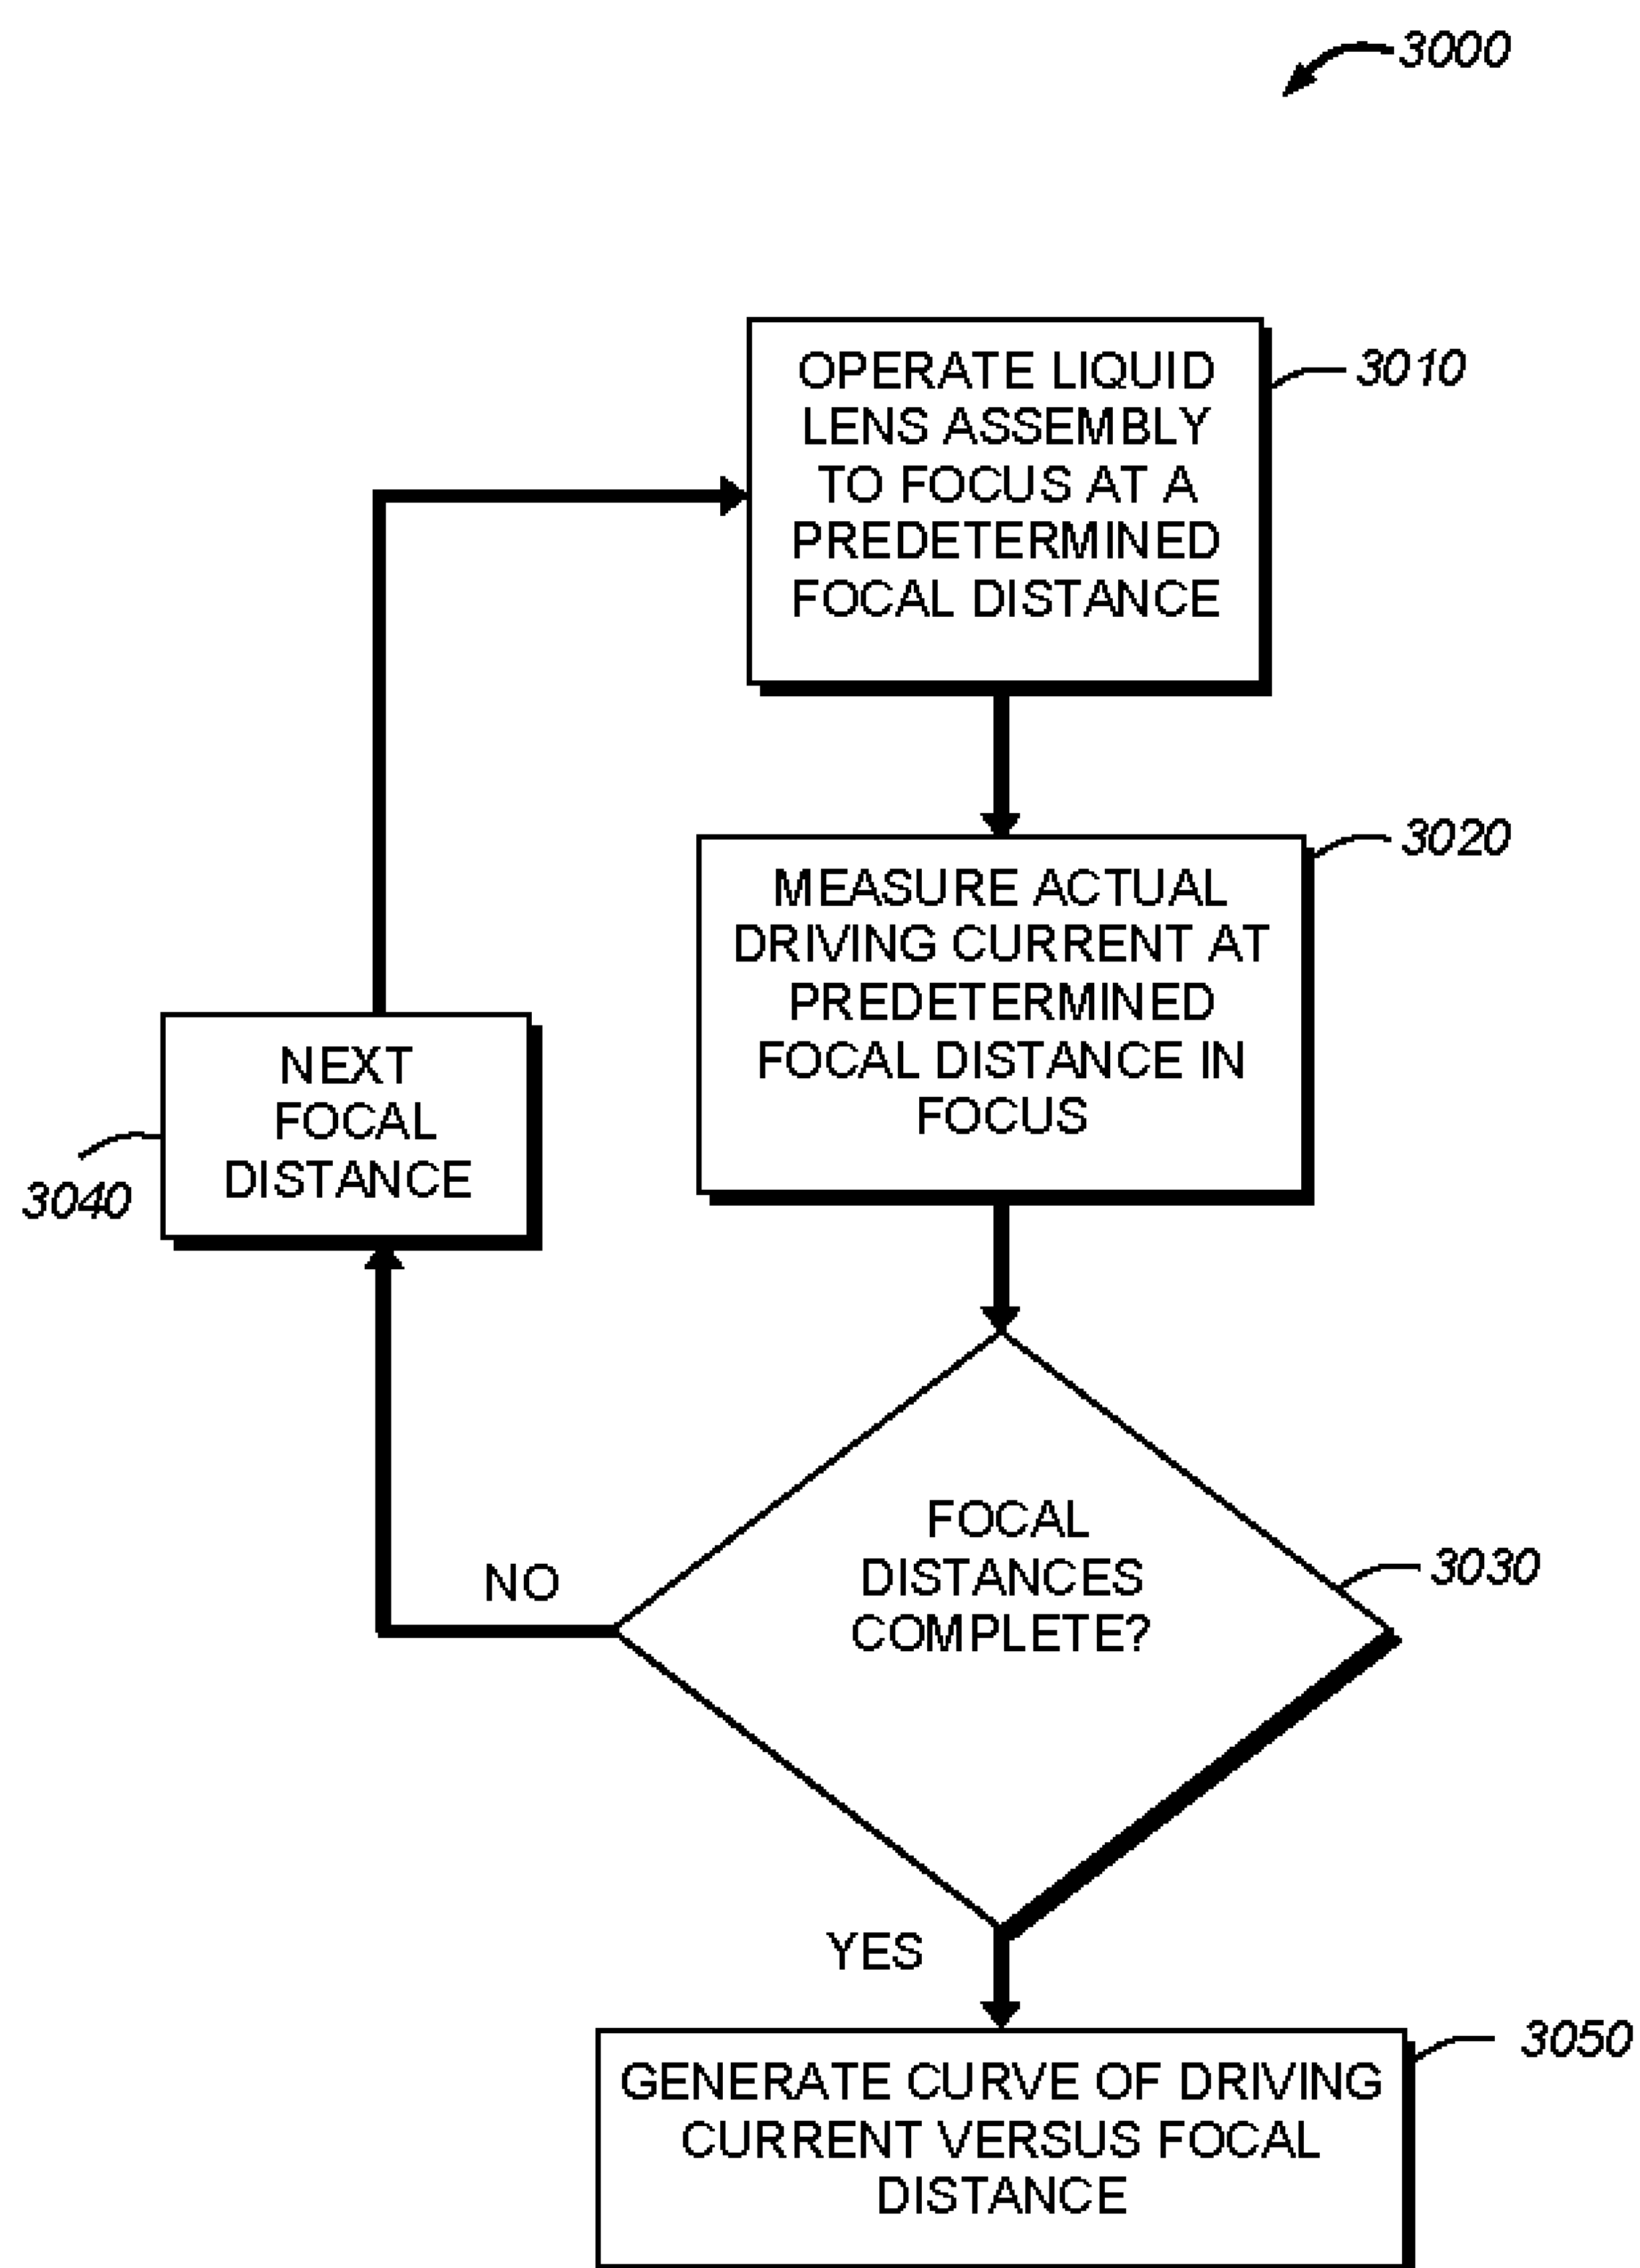 3000
OPERATE LIQUID
LENS ASSEMBLY
TO FOCUS AT A
PREDETERMINED
FOCAL DISTANCE
3010
MEASURE ACTUAL
DRIVING CURRENT AT
PREDETERMINED
FOCAL DISTANCE IN
FOCUS
3020
NEXT
FOCAL
DISTANCE
3040
FOCAL
DISTANCES
COMPLETE?
3030
NO
YES
GENERATE CURVE OF DRIVING
CURRENT VERSUS FOCAL
DISTANCE
3050